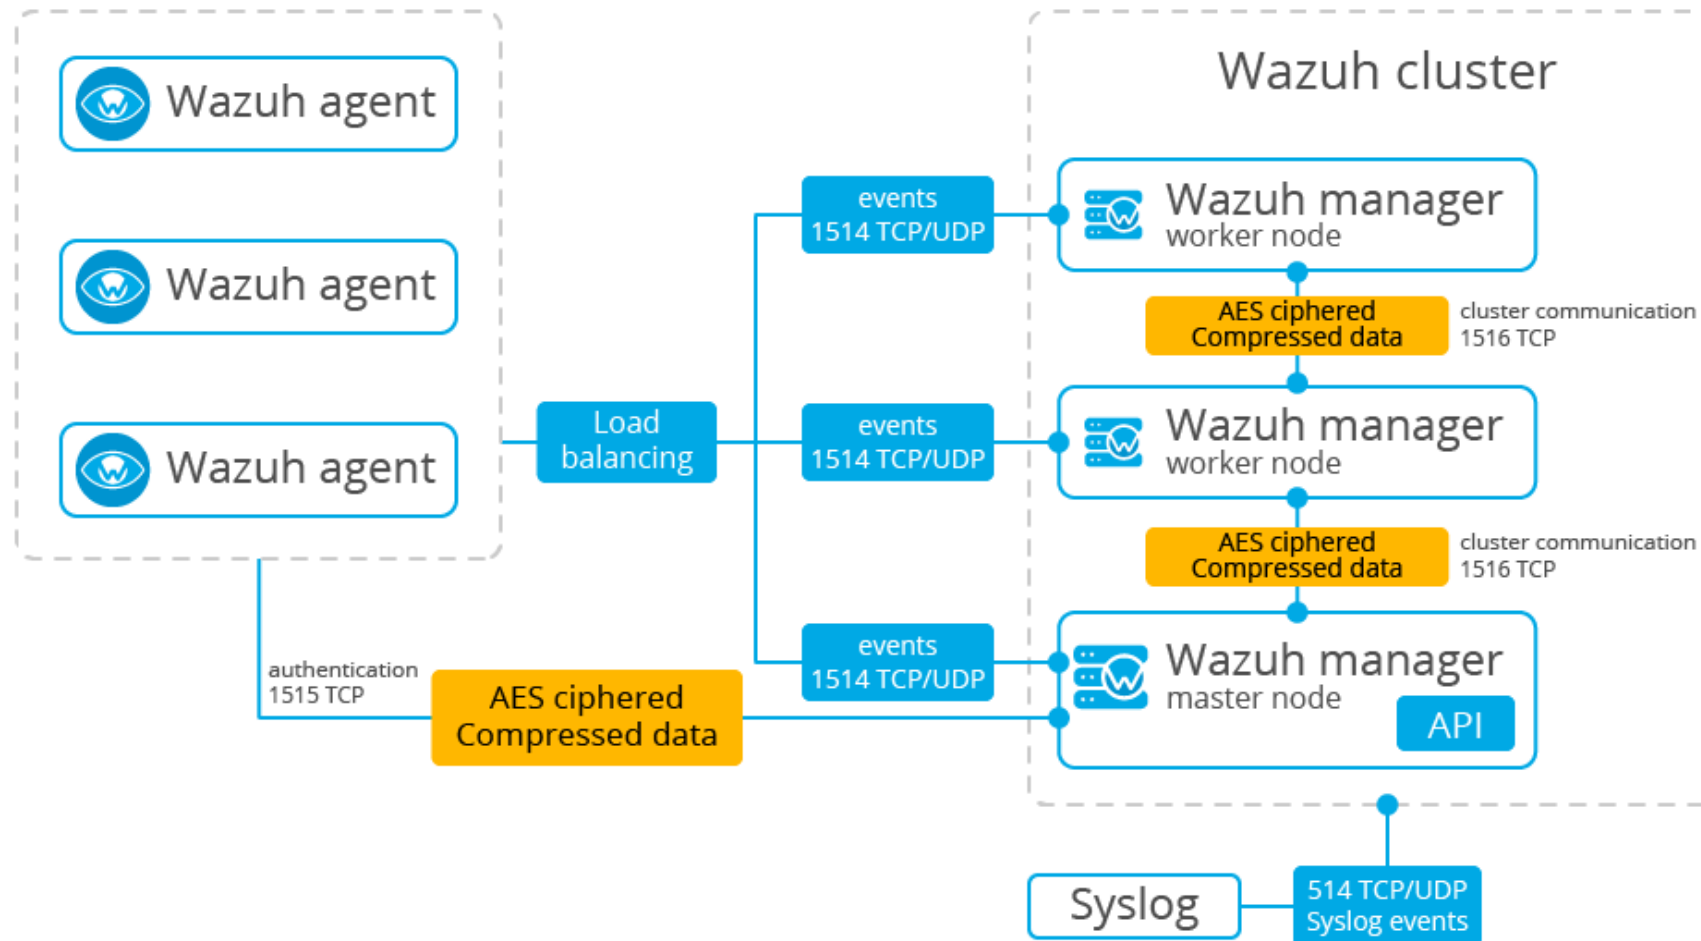 Wazuh agent
Wazuh agent
Wazuh agent
Load
balancing
authentication
1515 TCP
AES ciphered
Compressed data
events
1514 TCP/UDP
events
1514 TCP/UDP
events
1514 TCP/UDP
Wazuh cluster
Wazuh manager
worker node
AES ciphered
Compressed data
cluster communication
1516 TCP
Wazuh manager
worker node
AES ciphered
Compressed data
cluster communication
1516 TCP
Wazuh manager
master node
API
Syslog
514 TCP/UDP
Syslog events